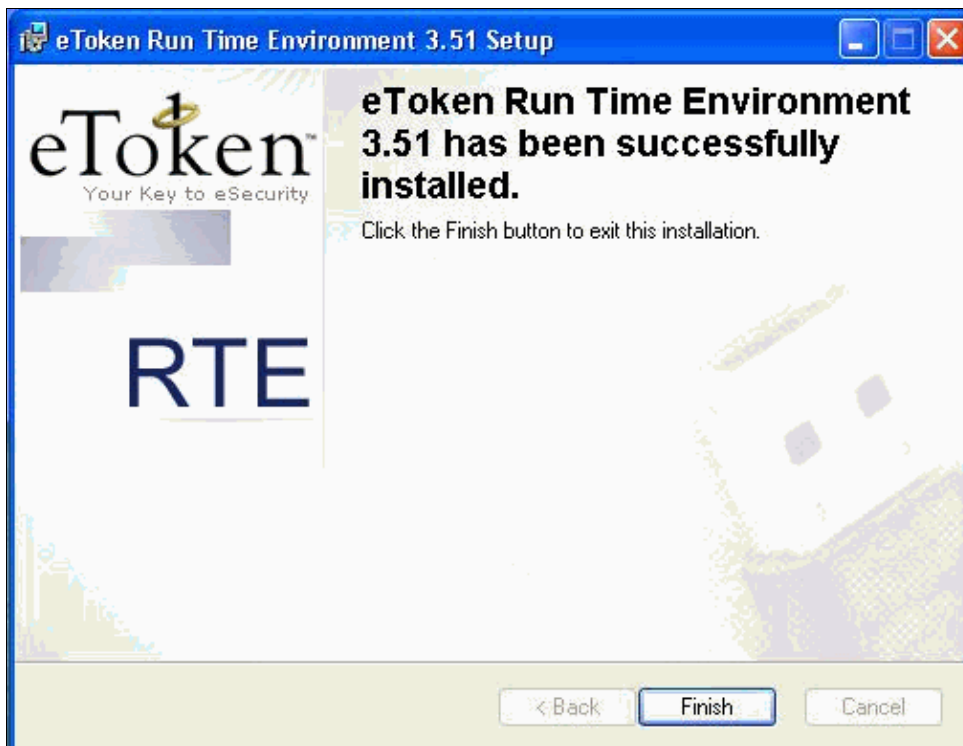 eToken Run Time Environment 3.51 Setup
eToken™
Your Key to eSecurity
RTE
eToken Run Time Environment
3.51 has been successfully
installed.
Click the Finish button to exit this installation.
< Back
Finish
Cancel